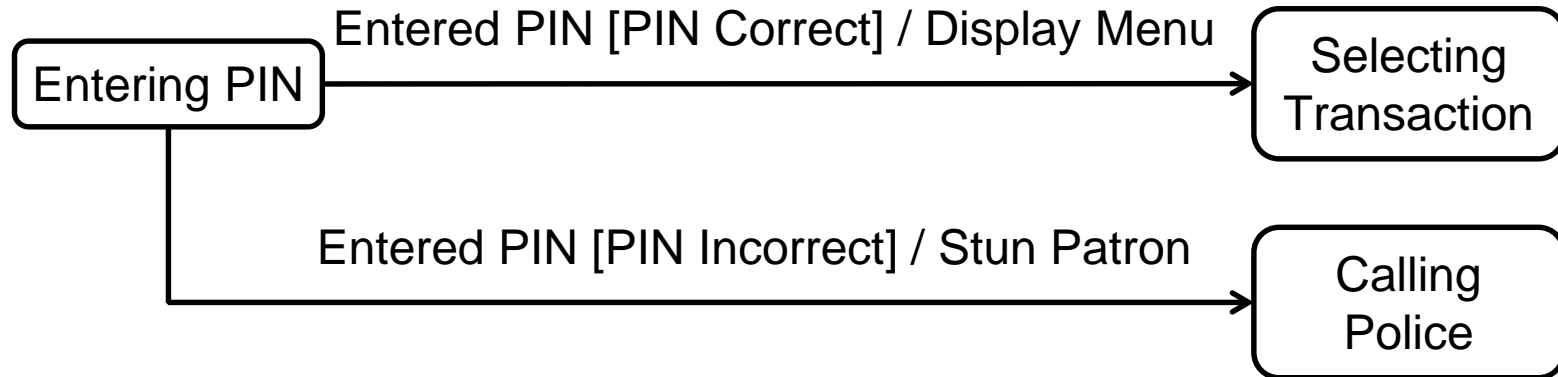 Entered PIN [PIN Correct] / Display Menu
Entering PIN
Selecting
Transaction
Entered PIN [PIN Incorrect] / Stun Patron
Calling
Police